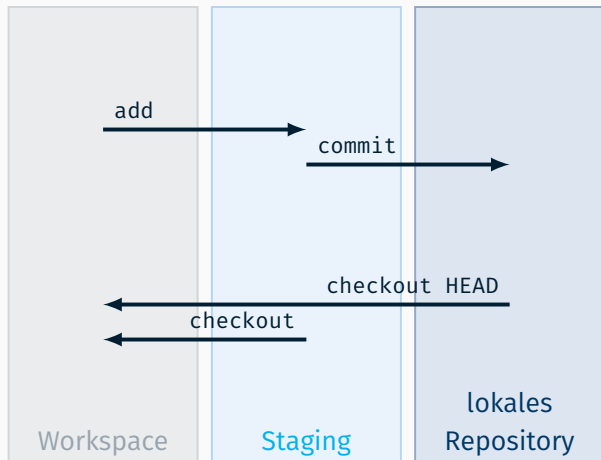 add
commit
checkout HEAD
checkout
Workspace
Staging
lokales
Repository